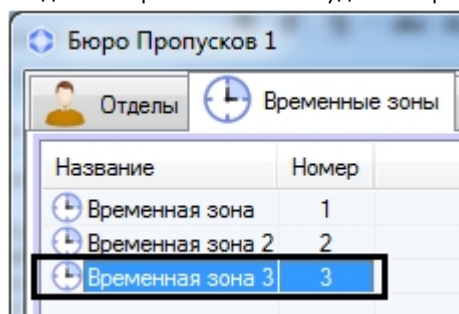 Бюро Пропусков 1
Отделы Временные зоны
Название Номер
Временная зона 1
Временная зона 2 2
Временная зона 3 3